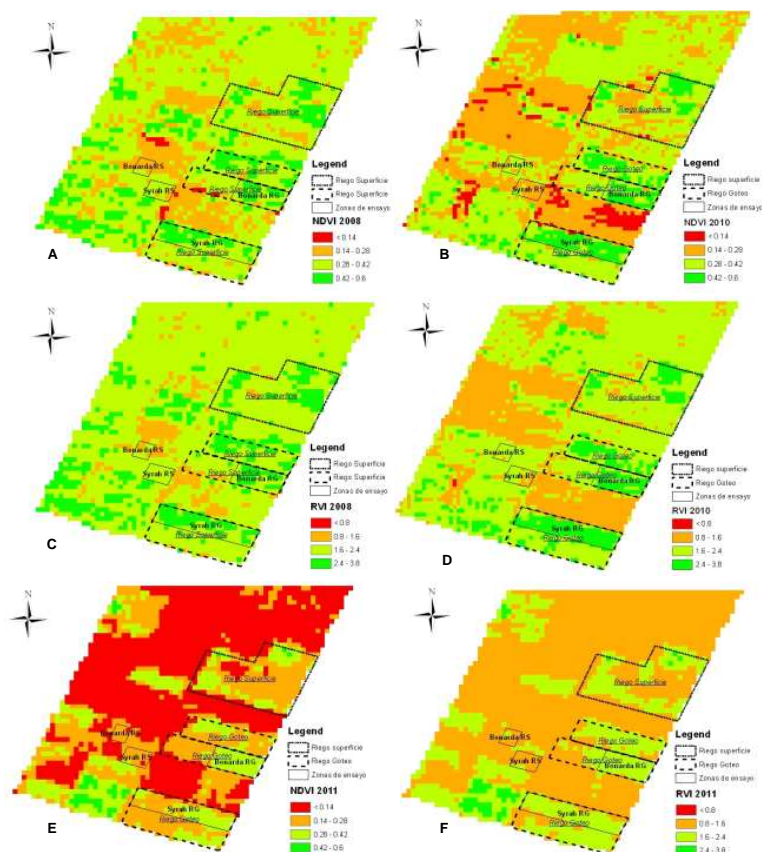 N
Riego Superficie
Bonarda RS
Syrah RS
Riego Superficie
Riego Superficie
Bonarda RG
Syrah RG
Riego Superficie
A
Legend
Riego Superficie
Riego Superficie
Zonas de ensayo
NDVI 2008
< 0.14
0.14 - 0.28
0.28 - 0.42
0.42 - 0.6
N
Riego Superficie
Bonarda RS
Syrah RS
Riego Goteo
Riego Goteo
Bonarda RG
Syrah RG
Riego Goteo
B
Legend
Riego superficie
Riego Goteo
Zonas de ensayo
NDVI 2010
< 0.14
0.14 - 0.28
0.28 - 0.42
0.42 - 0.6
N
Riego Superficie
Bonarda RS
Syrah RS
Riego Superficie
Riego Superficie
Bonarda RG
Syrah RG
Riego Superficie
C
Legend
Riego Superficie
Riego Superficie
Zonas de ensayo
RVI 2008
< 0.8
0.8 - 1.6
1.6 - 2.4
2.4 - 3.8
N
Riego Superficie
Bonarda RS
Syrah RS
Riego Goteo
Riego Goteo
Bonarda RG
Syrah RG
Riego Goteo
D
Legend
Riego superficie
Riego Goteo
Zonas de ensayo
RVI 2010
< 0.8
0.8 - 1.6
1.6 - 2.4
2.4 - 3.8
N
Riego Superficie
Bonarda RS
Syrah RS
Riego Goteo
Riego Goteo
Bonarda RG
Syrah RG
Riego Goteo
E
Legend
Riego superficie
Riego Goteo
Zonas de ensayo
NDVI 2011
< 0.14
0.14 - 0.28
0.28 - 0.42
0.42 - 0.6
N
Riego Superficie
Bonarda RS
Syrah RS
Riego Goteo
Riego Goteo
Bonarda RG
Syrah RG
Riego Goteo
F
Legend
Riego superficie
Riego Goteo
Zonas de ensayo
RVI 2011
< 0.8
0.8 - 1.6
1.6 - 2.4
2.4 - 3.8